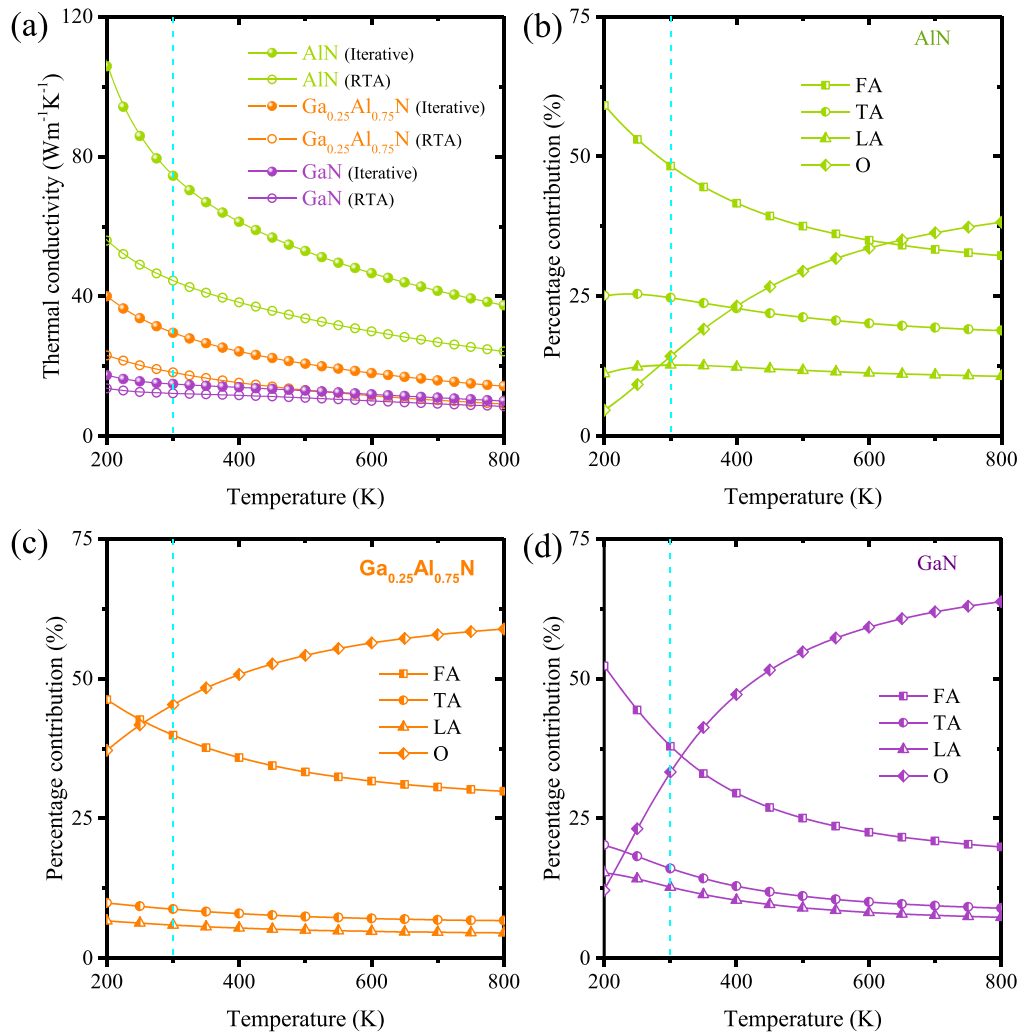 (a)
120
80
40
0
Thermal conductivity (Wm⁻¹K⁻¹)
AlN (Iterative)
AlN (RTA)
Ga₀.₂₅Al₀.₇₅N (Iterative)
Ga₀.₂₅Al₀.₇₅N (RTA)
GaN (Iterative)
GaN (RTA)
200 400 600 800
Temperature (K)
(b)
75
50
25
0
Percentage contribution (%)
AlN
FA
TA
LA
O
200 400 600 800
Temperature (K)
(c)
75
50
25
0
Percentage contribution (%)
Ga₀.₂₅Al₀.₇₅N
FA
TA
LA
O
200 400 600 800
Temperature (K)
(d)
75
50
25
0
Percentage contribution (%)
GaN
FA
TA
LA
O
200 400 600 800
Temperature (K)